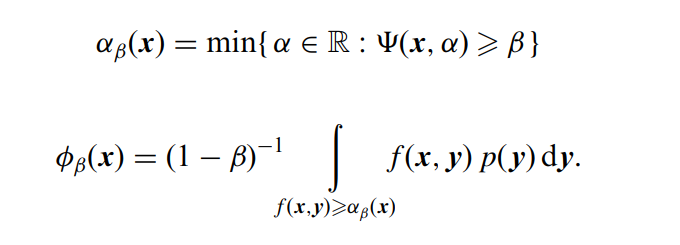 α_β(x) = min{ α ∈ ℝ : Ψ(x, α) ⩾ β }
ϕ_β(x) = (1 − β)^{−1} ∫_{f(x,y)⩾α_β(x)} f(x, y) p(y) dy.